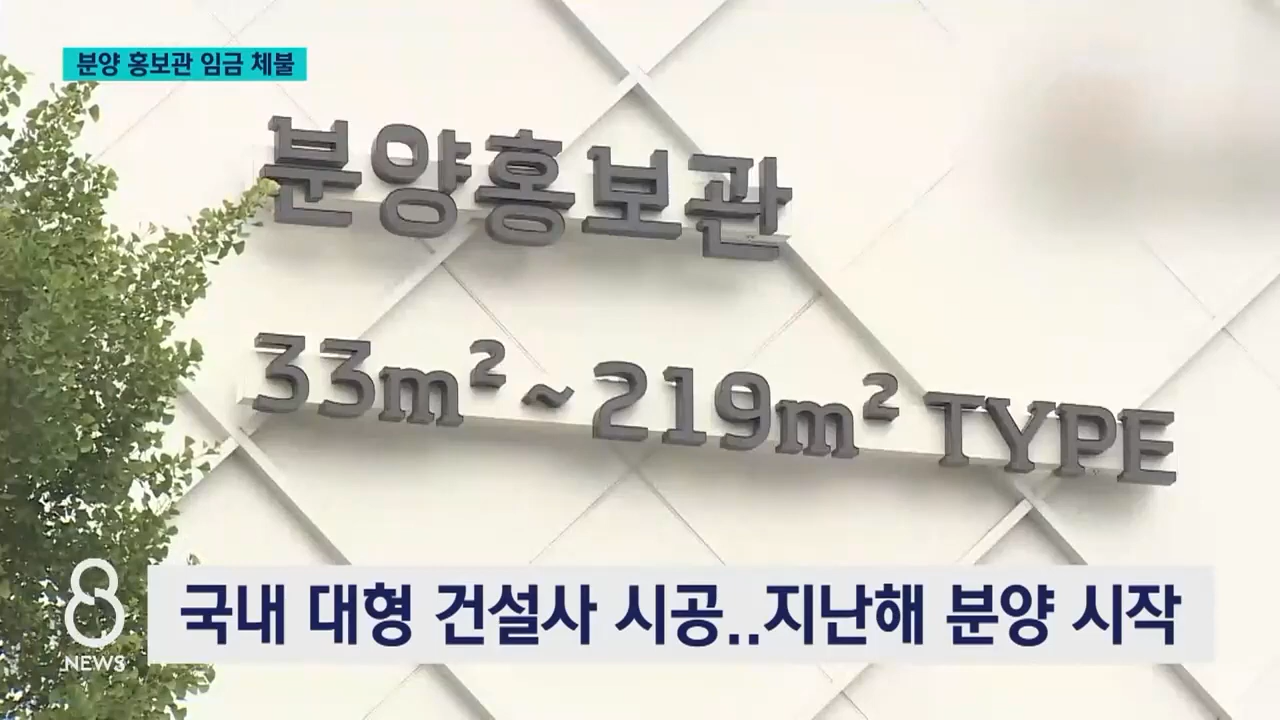 분양 홍보관 임금 체불
분양홍보관
33m²~219m² TYPE
8
NEWS
국내 대형 건설사 시공..지난해 분양 시작